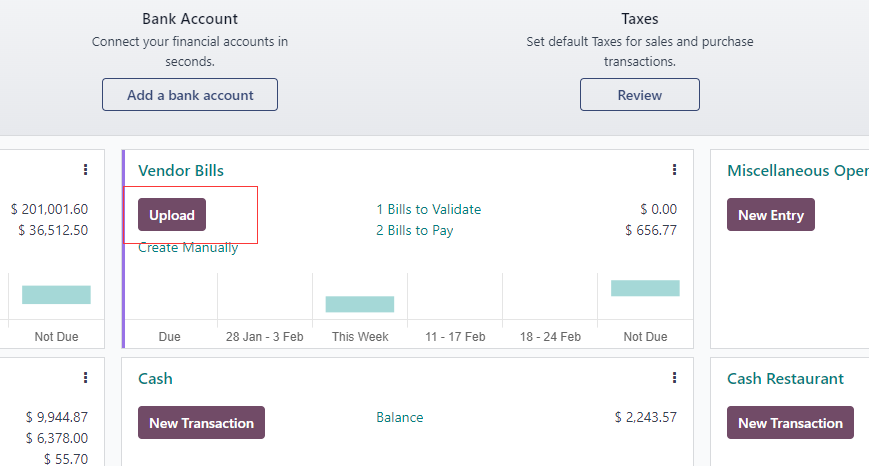 Bank Account
Connect your financial accounts in
seconds.
Add a bank account
Taxes
Set default Taxes for sales and purchase
transactions.
Review
$ 201,001.60
$ 36,512.50
Not Due
Vendor Bills
Upload
Create Manually
1 Bills to Validate
$ 0.00
2 Bills to Pay
$ 656.77
Due
28 Jan - 3 Feb
This Week
11 - 17 Feb
18 - 24 Feb
Not Due
Miscellaneous Oper
New Entry
$ 9,944.87
$ 6,378.00
$ 55.70
Cash
New Transaction
Balance
$ 2,243.57
Cash Restaurant
New Transaction